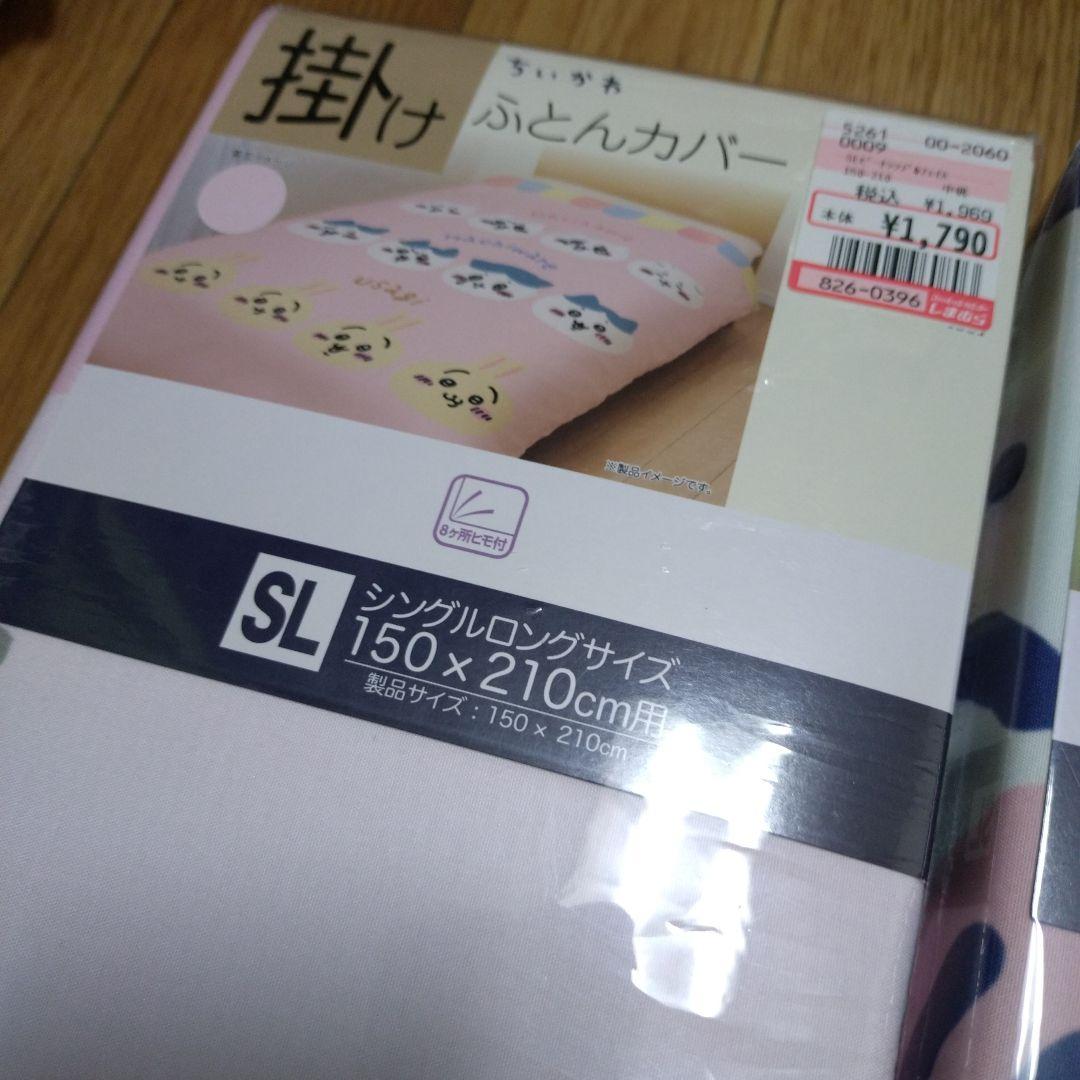 掛け
ちいかわ
ふとんカバー
5261 00-2060
0009
中桃
税込 ¥1,969
本体 ¥1,790
826-0396
usagi
※製品イメージです。
8ヶ所ヒモ付
SL
シングルロングサイズ
150×210cm用
製品サイズ:150×210cm